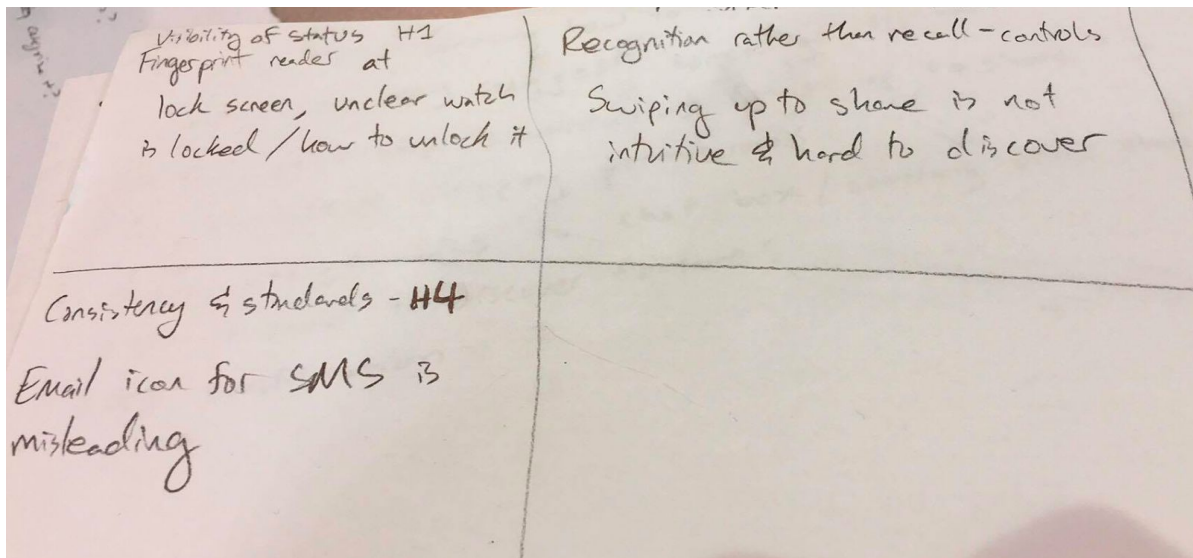 Visibility of status H1
Fingerprint reader at
lock screen, unclear watch
is locked / how to unlock it
Recognition rather then recall - controls
Swiping up to share is not
intuitive & hard to discover
Consistency & standards - H4
Email icon for SMS is
misleading